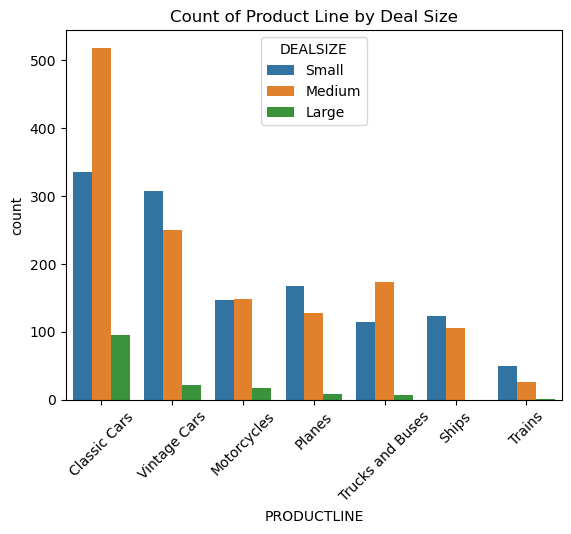 Count of Product Line by Deal Size
DEALSIZE
Small
Medium
Large
count
500
400
300
200
100
0
Classic Cars
Vintage Cars
Motorcycles
Planes
Trucks and Buses
Ships
Trains
PRODUCTLINE